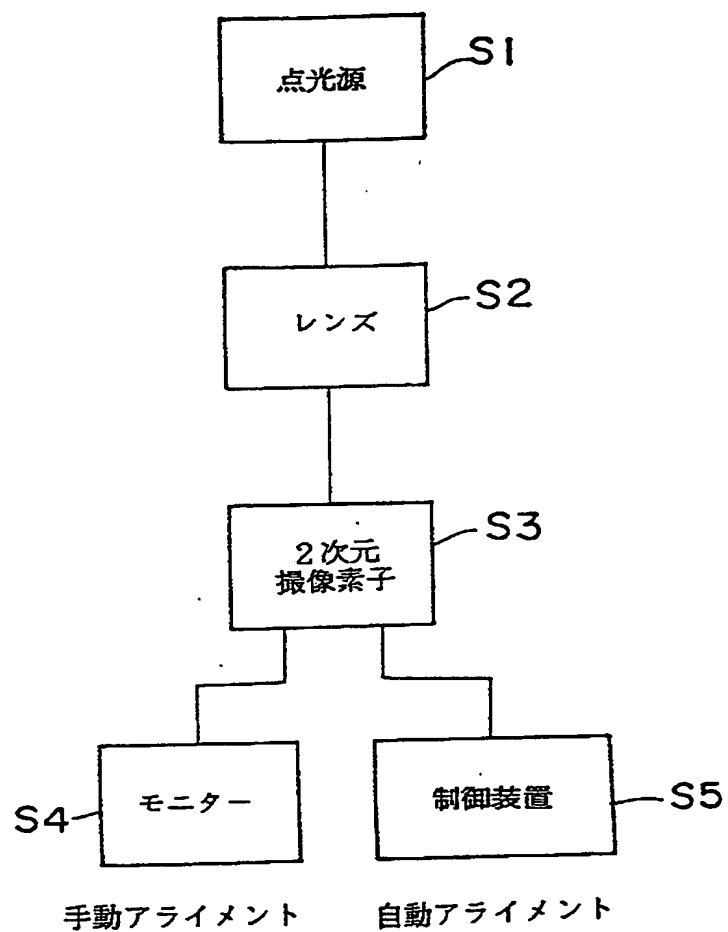 点光源
S1
レンズ
S2
2次元
撮像素子
S3
モニター
S4
制御装置
S5
手動アライメント
自動アライメント